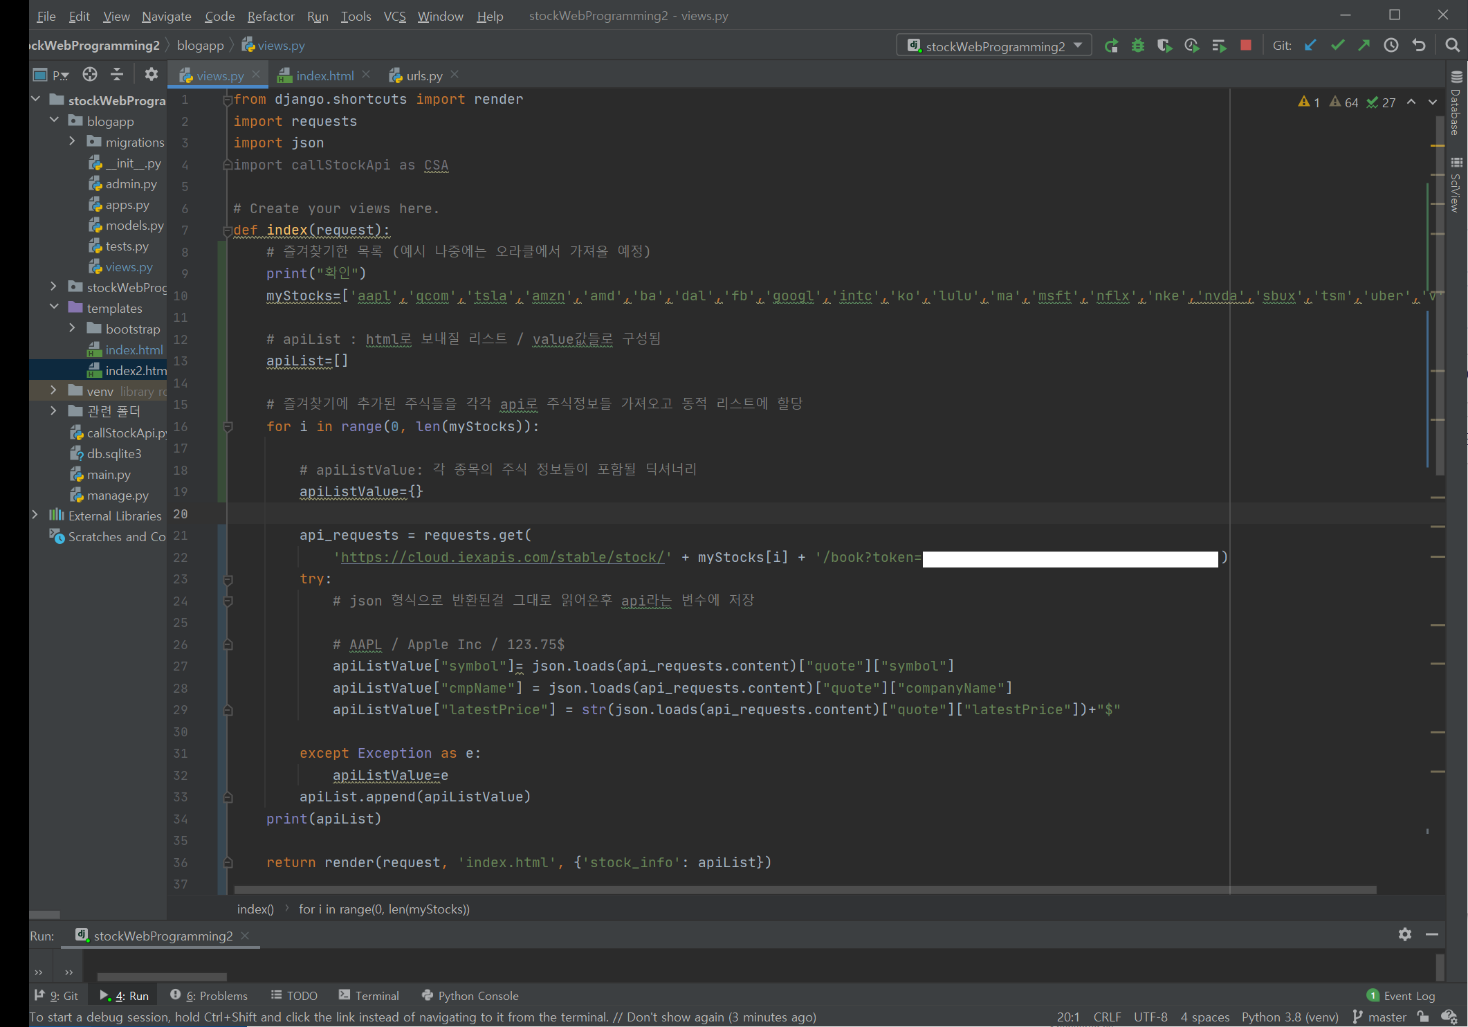 File Edit View Navigate Code Refactor Run Tools VCS Window Help stockWebProgramming2 - views.py
ockWebProgramming2 blogapp views.py stockWebProgramming2 Git:
P views.py index.html urls.py
stockWebProgra
blogapp
migrations
__init__.py
admin.py
apps.py
models.py
tests.py
views.py
stockWebProg
templates
bootstrap
index.html
index2.htm
venv library ro
관련 폴더
callStockApi.py
db.sqlite3
main.py
manage.py
External Libraries
Scratches and Co
1 64 27
1 from django.shortcuts import render
2 import requests
3 import json
4 import callStockApi as CSA
5
6 # Create your views here.
7 def index(request):
8 # 즐겨찾기한 목록 (예시 나중에는 오라클에서 가져올 예정)
9 print("확인")
10 myStocks=['aapl','qcom','tsla','amzn','amd','ba','dal','fb','googl','intc','ko','lulu','ma','msft','nflx','nke','nvda','sbux','tsm','uber','v
11
12 # apiList : html로 보내질 리스트 / value값들로 구성됨
13 apiList=[]
14
15 # 즐겨찾기에 추가된 주식들을 각각 api로 주식정보들 가져오고 동적 리스트에 할당
16 for i in range(0, len(myStocks)):
17
18 # apiListValue: 각 종목의 주식 정보들이 포함될 딕셔너리
19 apiListValue={}
20
21 api_requests = requests.get(
22 'https://cloud.iexapis.com/stable/stock/' + myStocks[i] + '/book?token= )
23 try:
24 # json 형식으로 반환된걸 그대로 읽어온후 api라는 변수에 저장
25
26 # AAPL / Apple Inc / 123.75$
27 apiListValue["symbol"]= json.loads(api_requests.content)["quote"]["symbol"]
28 apiListValue["cmpName"] = json.loads(api_requests.content)["quote"]["companyName"]
29 apiListValue["latestPrice"] = str(json.loads(api_requests.content)["quote"]["latestPrice"])+"$"
30
31 except Exception as e:
32 apiListValue=e
33 apiList.append(apiListValue)
34 print(apiList)
35
36 return render(request, 'index.html', {'stock_info': apiList})
37
Database
SciView
index() for i in range(0, len(myStocks))
Run: stockWebProgramming2
9: Git 4: Run 6: Problems TODO Terminal Python Console 1 Event Log
To start a debug session, hold Ctrl+Shift and click the link instead of navigating to it from the terminal. // Don't show again (3 minutes ago) 20:1 CRLF UTF-8 4 spaces Python 3.8 (venv) master